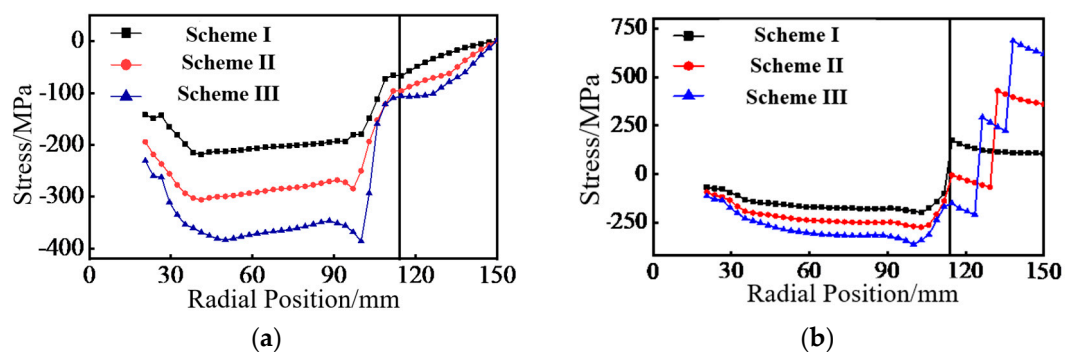 Stress/MPa
0
-100
-200
-300
-400
Scheme I
Scheme II
Scheme III
0 30 60 90 120 150
Radial Position/mm
(a)
Stress/MPa
750
500
250
0
-250
Scheme I
Scheme II
Scheme III
0 30 60 90 120 150
Radial Position/mm
(b)